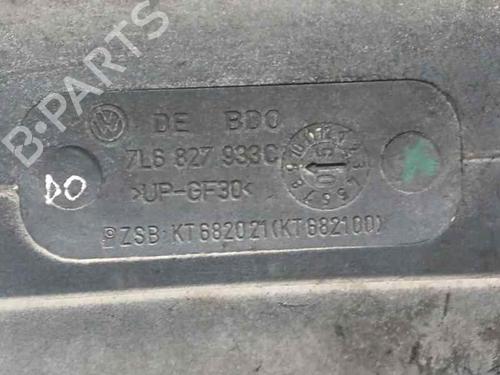 B-PARTS
DE BDO
7L6 827 933C
>UP-GF30<
DO
ZSB KT682021(KT682100)